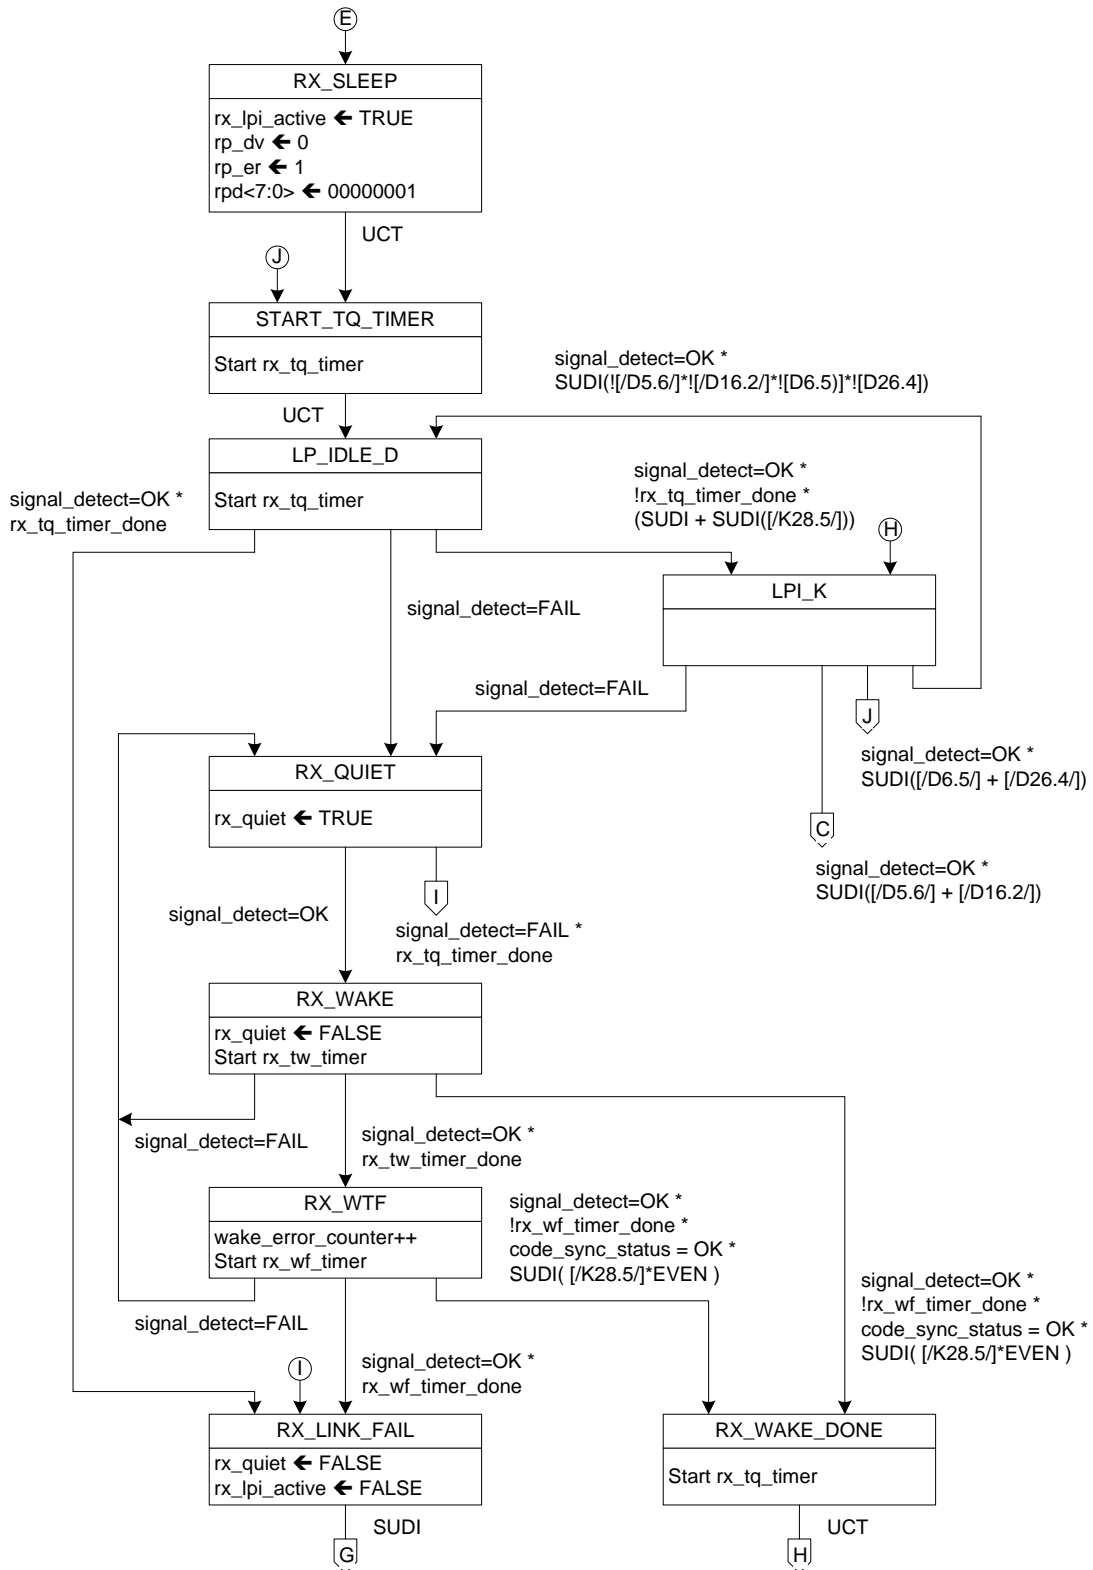 E
RX_SLEEP
rx_lpi_active 🡸 TRUE
rp_dv 🡸 0
rp_er 🡸 1
rpd<7:0> 🡸 00000001
UCT
J
START_TQ_TIMER
Start rx_tq_timer
signal_detect=OK *
SUDI(![/D5.6/]*![/D16.2/]*![D6.5)]*![D26.4])
UCT
LP_IDLE_D
Start rx_tq_timer
signal_detect=OK *
rx_tq_timer_done
signal_detect=OK *
!rx_tq_timer_done *
(SUDI + SUDI([/K28.5/]))
H
LPI_K
signal_detect=FAIL
signal_detect=FAIL
J
signal_detect=OK *
SUDI([/D6.5/] + [/D26.4/])
RX_QUIET
rx_quiet 🡸 TRUE
C
signal_detect=OK *
SUDI([/D5.6/] + [/D16.2/])
I
signal_detect=OK
signal_detect=FAIL *
rx_tq_timer_done
RX_WAKE
rx_quiet 🡸 FALSE
Start rx_tw_timer
signal_detect=FAIL
signal_detect=OK *
rx_tw_timer_done
RX_WTF
wake_error_counter++
Start rx_wf_timer
signal_detect=OK *
!rx_wf_timer_done *
code_sync_status = OK *
SUDI( [/K28.5/]*EVEN )
signal_detect=OK *
!rx_wf_timer_done *
code_sync_status = OK *
SUDI( [/K28.5/]*EVEN )
signal_detect=FAIL
I
signal_detect=OK *
rx_wf_timer_done
RX_LINK_FAIL
rx_quiet 🡸 FALSE
rx_lpi_active 🡸 FALSE
RX_WAKE_DONE
Start rx_tq_timer
SUDI
G
UCT
H